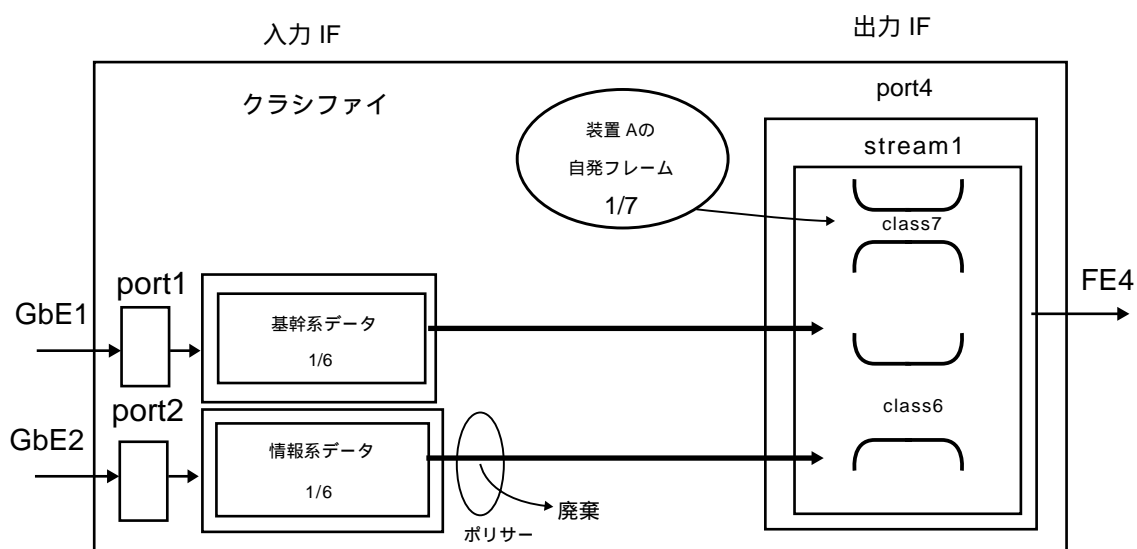 入力 IF
出力 IF
クラシファイ
port4
装置 Aの
自発フレーム
1/7
stream1
class7
port1
GbE1
基幹系データ
1/6
FE4
port2
GbE2
情報系データ
1/6
class6
廃棄
ポリサー